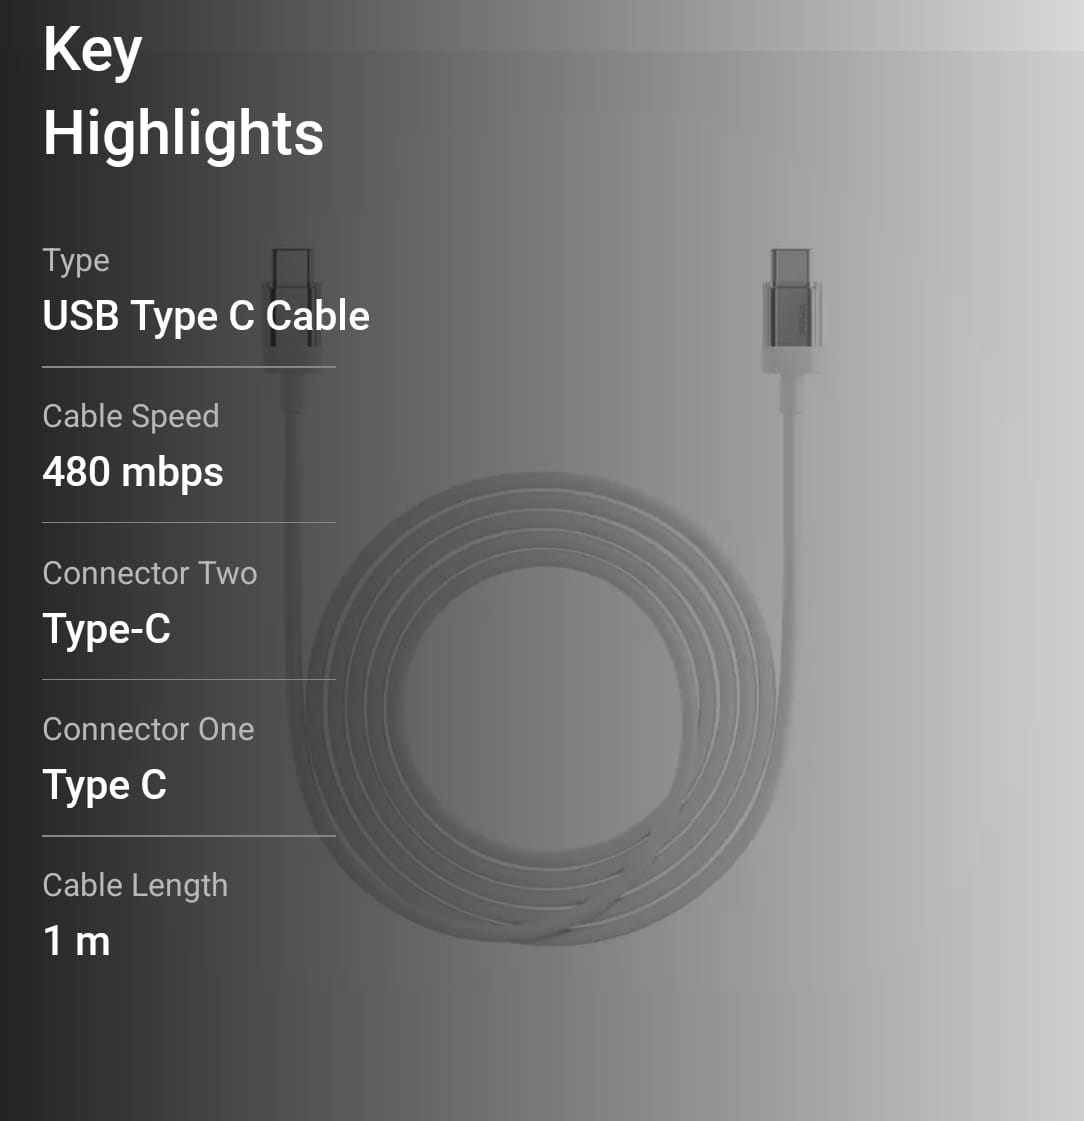 Key
Highlights
Type
USB Type C Cable
Cable Speed
480 mbps
Connector Two
Type-C
Connector One
Type C
Cable Length
1 m